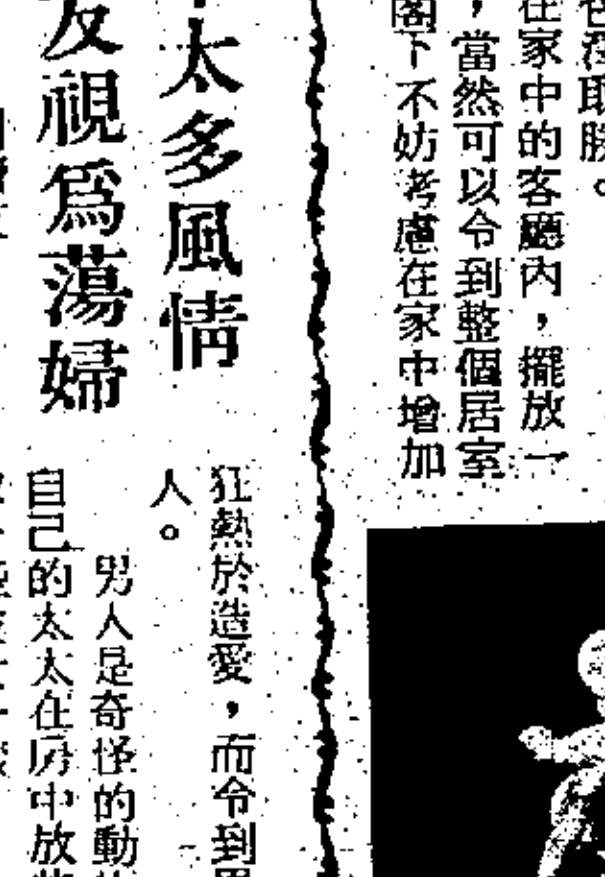 取勝。
在家中的客廳內，擺放一
，當然可以令到整個居室
閣下不妨考慮在家中增加
太多風情
友視為蕩婦
狂熱於造愛，而令到男
人。
男人是奇怪的動
自己的太太在房中放